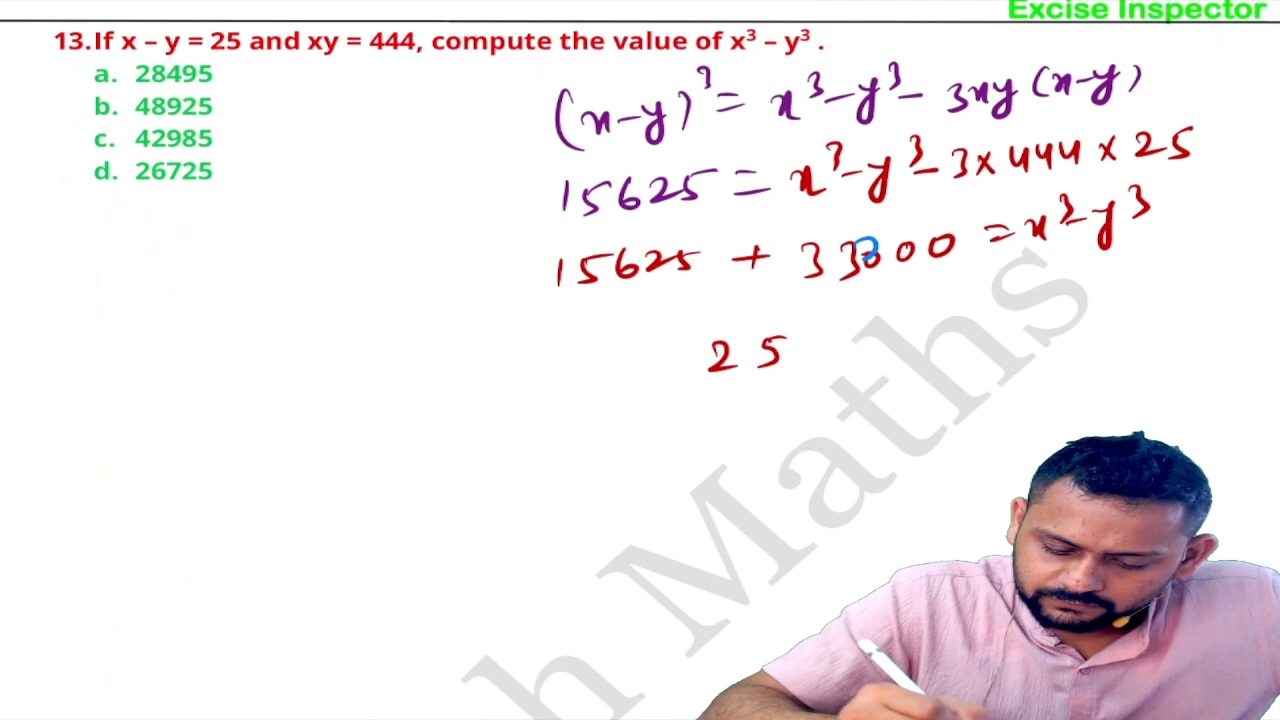 Excise Inspector
13. If x – y = 25 and xy = 444, compute the value of x³ – y³ .
a. 28495
b. 48925
c. 42985
d. 26725
(x-y)³ = x³-y³- 3xy (x-y)
15625 = x³-y³-3×444×25
15625 + 33300 = x³-y³
25
h Maths